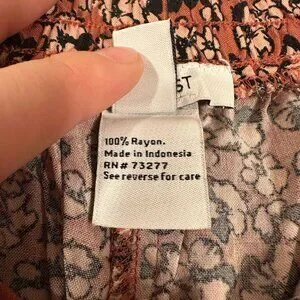 ST
100% Rayon.
Made in Indonesia
RN# 73277
See reverse for care